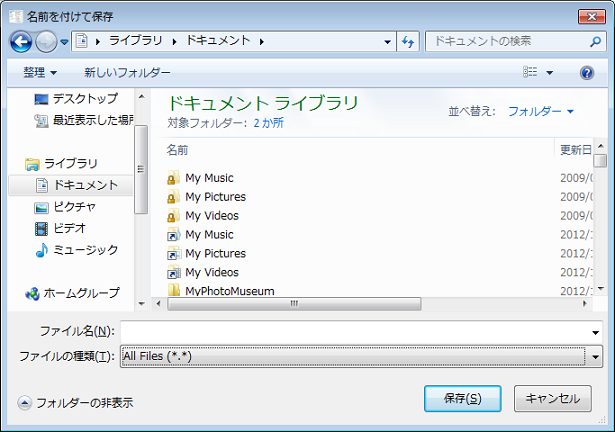 名前を付けて保存
ライブラリ ドキュメント
ドキュメントの検索
整理 新しいフォルダー
デスクトップ
最近表示した場所
ライブラリ
ドキュメント
ピクチャ
ビデオ
ミュージック
ホームグループ
ドキュメント ライブラリ
対象フォルダー: 2 か所
並べ替え: フォルダー
名前 更新日
My Music 2009/0
My Pictures 2009/0
My Videos 2009/0
My Music 2012/1
My Pictures 2012/1
My Videos 2012/1
MyPhotoMuseum 2012/1
ファイル名(N):
ファイルの種類(T): All Files (*.*)
フォルダーの非表示
保存(S) キャンセル